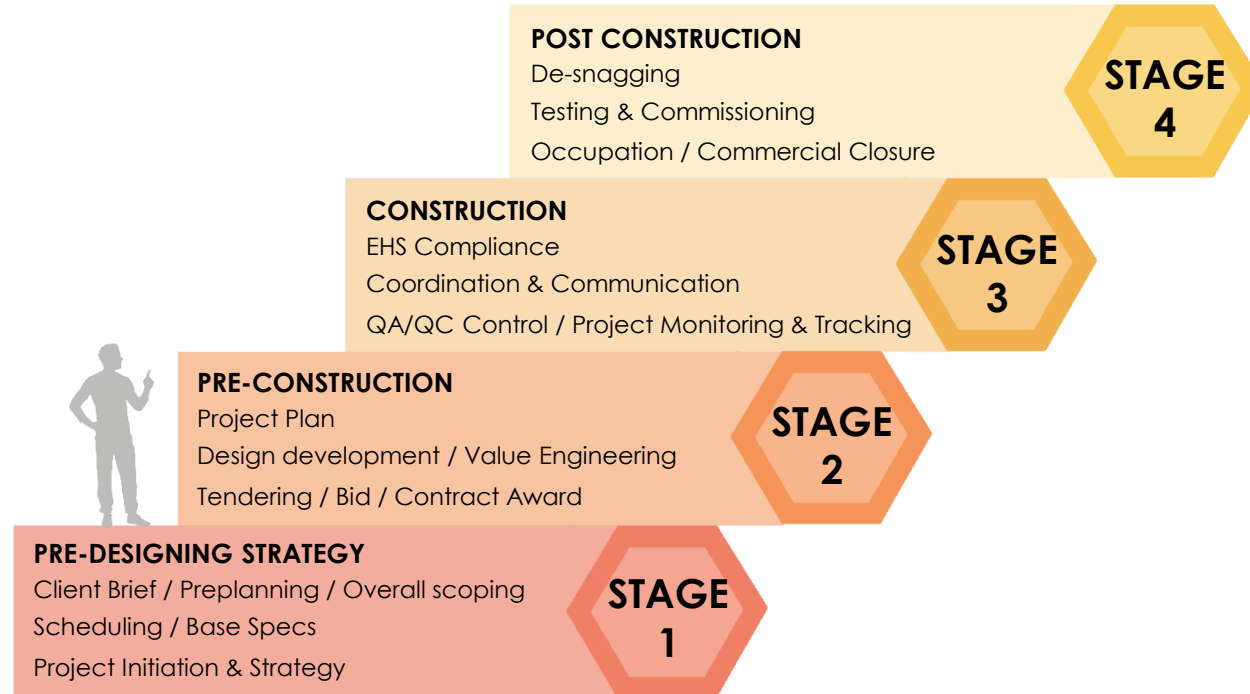 POST CONSTRUCTION
De-snagging
Testing & Commissioning
Occupation / Commercial Closure
STAGE
4
CONSTRUCTION
EHS Compliance
Coordination & Communication
QA/QC Control / Project Monitoring & Tracking
STAGE
3
PRE-CONSTRUCTION
Project Plan
Design development / Value Engineering
Tendering / Bid / Contract Award
STAGE
2
PRE-DESIGNING STRATEGY
Client Brief / Preplanning / Overall scoping
Scheduling / Base Specs
Project Initiation & Strategy
STAGE
1